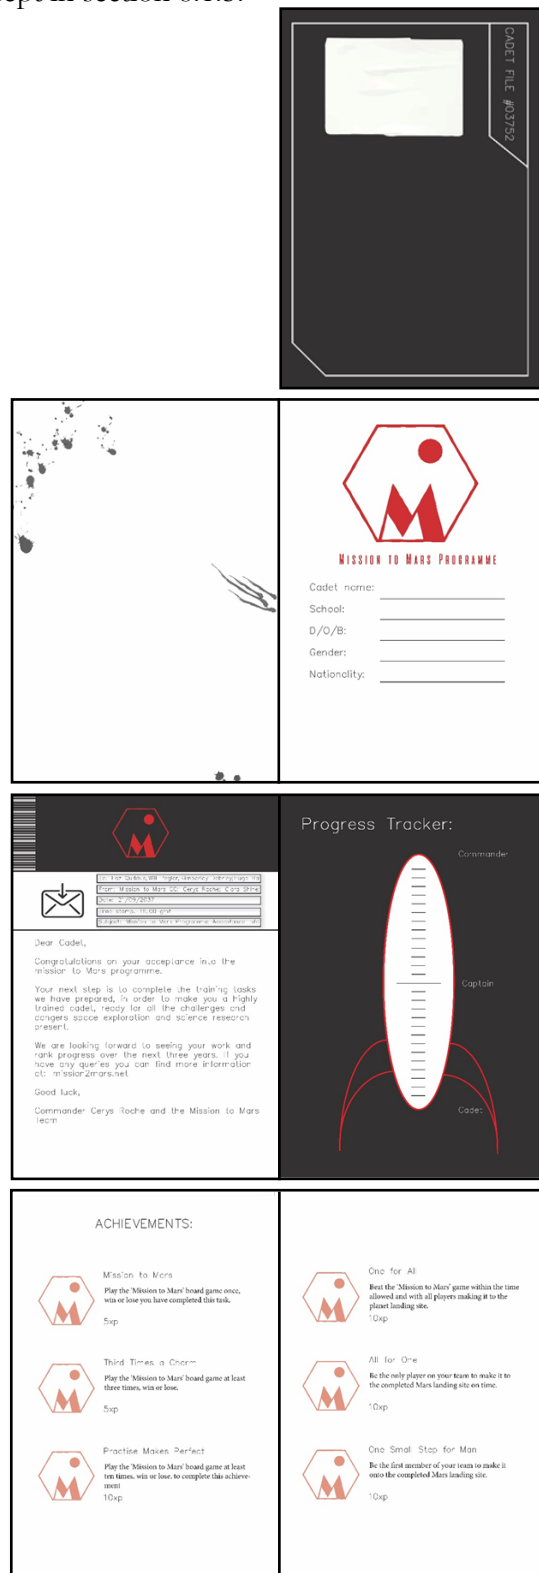 ept in section
CADET FILE #03752
MISSION TO MARS PROGRAMME
Cadet name:
School:
D/O/B:
Gender:
Nationality:
From: Mission to Mars CC: Cerys Roche; Clara Shine
Date: 21/09/2037
Dear Cadet,
Congratulations on your acceptance into the
mission to Mars programme.
Your next step is to complete the training tasks
we have prepared, in order to make you a highly
trained cadet, ready for all the challenges and
dangers space exploration and science research
present.
We are looking forward to seeing your work and
rank progress over the next three years. If you
have any queries you can find more information
at: mission2mars.net
Good luck,
Commander Cerys Roche and the Mission to Mars
Team
Progress Tracker:
Commander
Captain
Cadet
ACHIEVEMENTS:
Mission to Mars
Play the 'Mission to Mars' board game once,
win or lose you have completed this task.
5xp
Third Times a Charm
Play the 'Mission to Mars' board game at least
three times, win or lose.
5xp
Practise Makes Perfect
Play the 'Mission to Mars' board game at least
ten times, win or lose, to complete this achieve-
ment
10xp
One for All
Beat the 'Mission to Mars' game within the time
allowed and with all players making it to the
planet landing site.
10xp
All for One
Be the only player on your team to make it to
the completed Mars landing site on time.
10xp
One Small Step for Man
Be the first member of your team to make it
onto the completed Mars landing site.
10xp